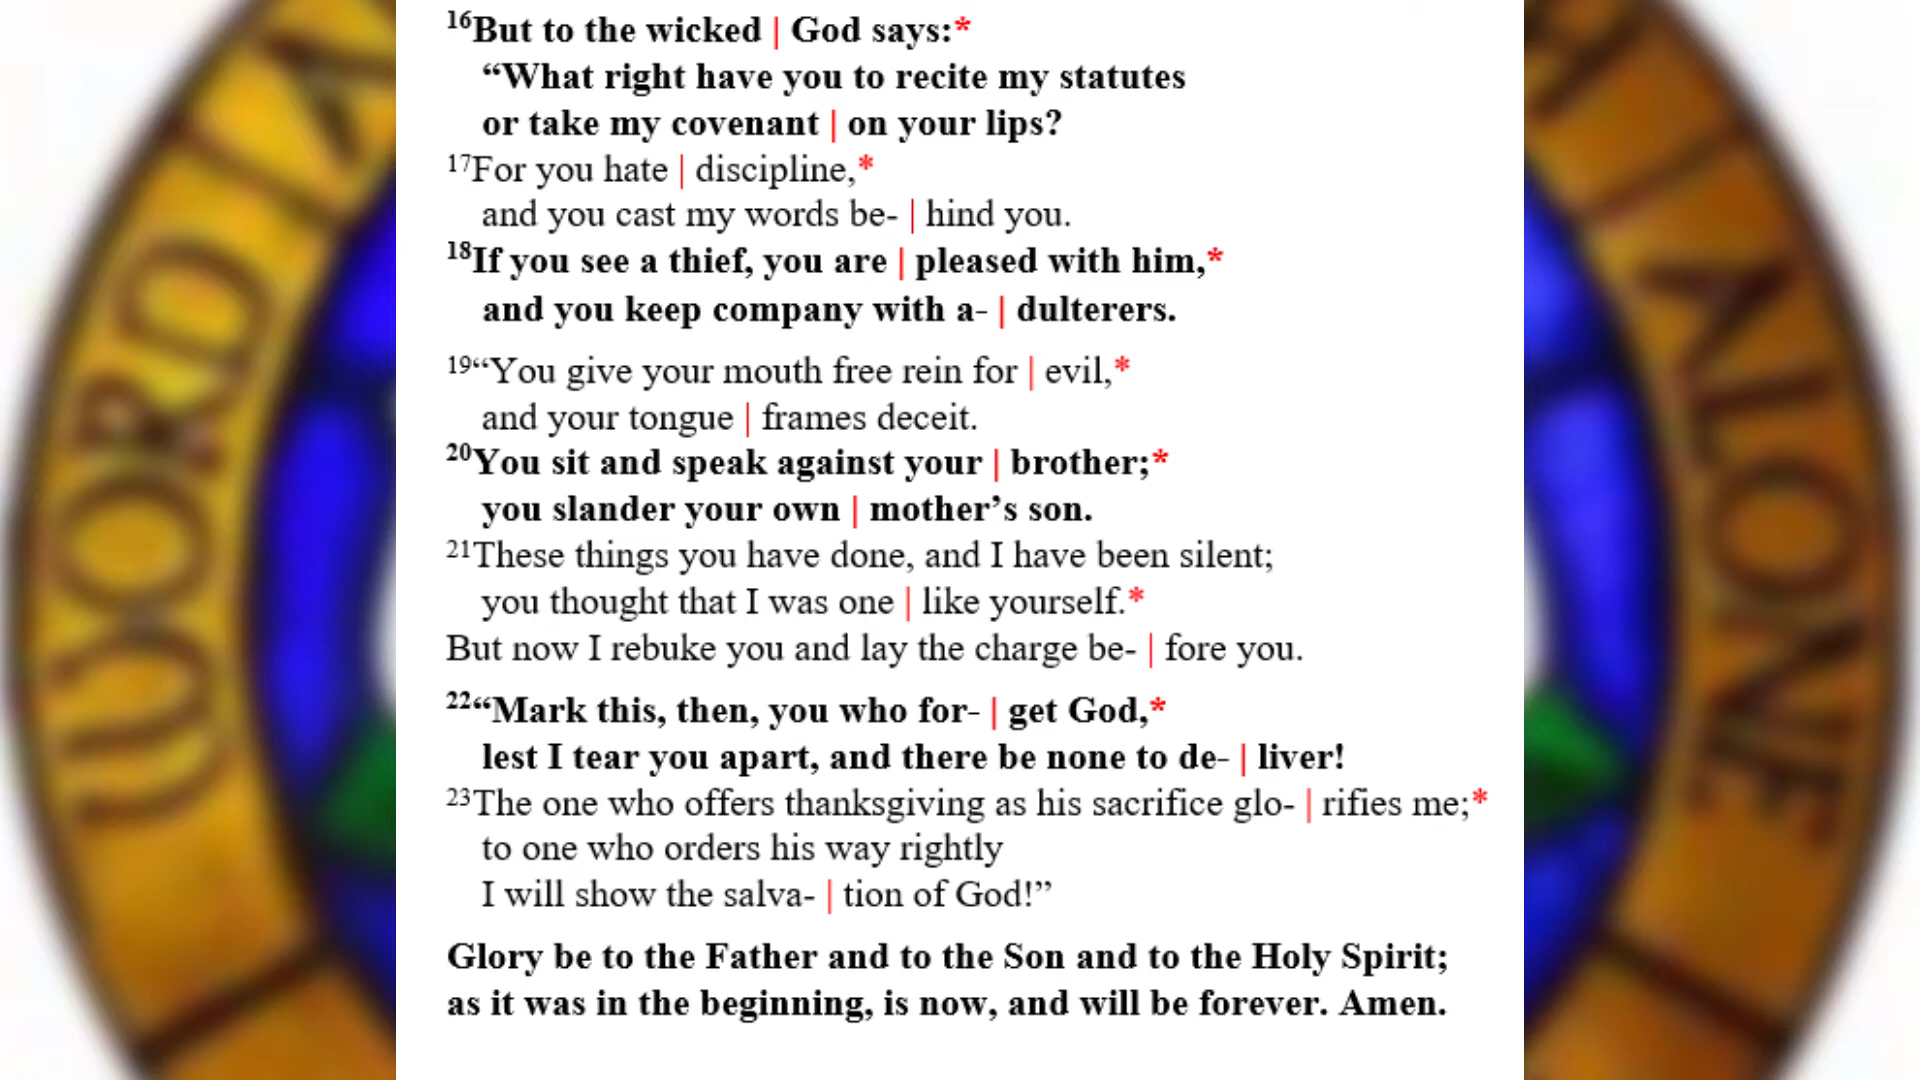 ¹⁶But to the wicked | God says:*
“What right have you to recite my statutes
or take my covenant | on your lips?
¹⁷For you hate | discipline,*
and you cast my words be- | hind you.
¹⁸If you see a thief, you are | pleased with him,*
and you keep company with a- | dulterers.
¹⁹“You give your mouth free rein for | evil,*
and your tongue | frames deceit.
²⁰You sit and speak against your | brother;*
you slander your own | mother’s son.
²¹These things you have done, and I have been silent;
you thought that I was one | like yourself.*
But now I rebuke you and lay the charge be- | fore you.
²²“Mark this, then, you who for- | get God,*
lest I tear you apart, and there be none to de- | liver!
²³The one who offers thanksgiving as his sacrifice glo- | rifies me;*
to one who orders his way rightly
I will show the salva- | tion of God!”
Glory be to the Father and to the Son and to the Holy Spirit;
as it was in the beginning, is now, and will be forever. Amen.
WORD
ALONE